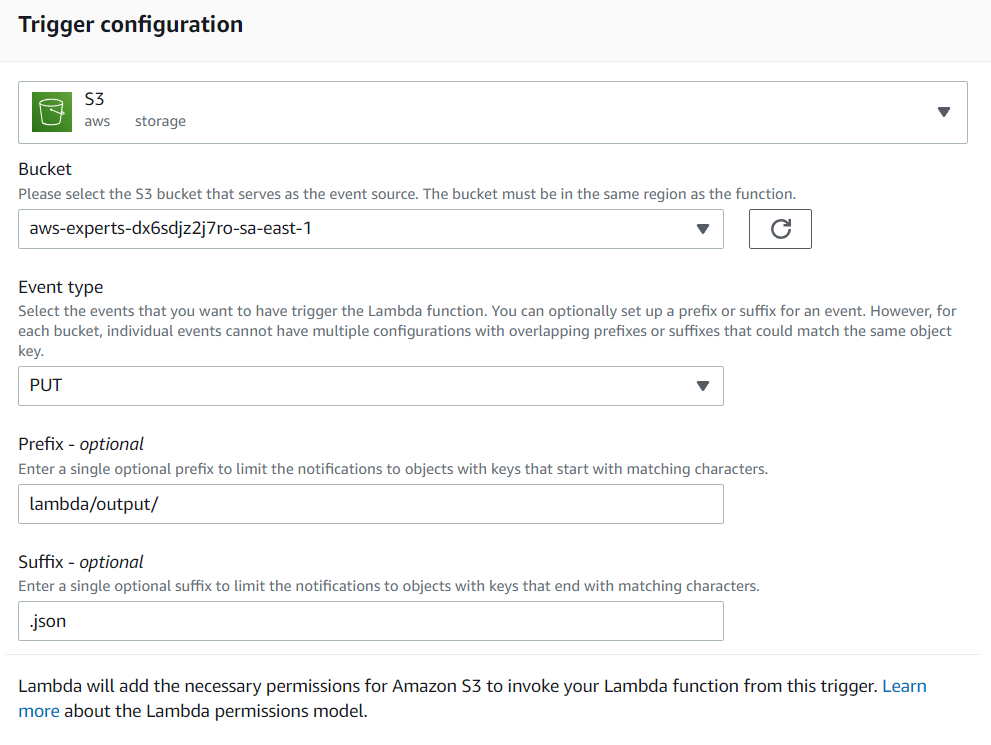 Trigger configuration
S3
aws storage
Bucket
Please select the S3 bucket that serves as the event source. The bucket must be in the same region as the function.
aws-experts-dx6sdjz2j7ro-sa-east-1
Event type
Select the events that you want to have trigger the Lambda function. You can optionally set up a prefix or suffix for an event. However, for
each bucket, individual events cannot have multiple configurations with overlapping prefixes or suffixes that could match the same object
key.
PUT
Prefix - optional
Enter a single optional prefix to limit the notifications to objects with keys that start with matching characters.
lambda/output/
Suffix - optional
Enter a single optional suffix to limit the notifications to objects with keys that end with matching characters.
.json
Lambda will add the necessary permissions for Amazon S3 to invoke your Lambda function from this trigger. Learn
more about the Lambda permissions model.